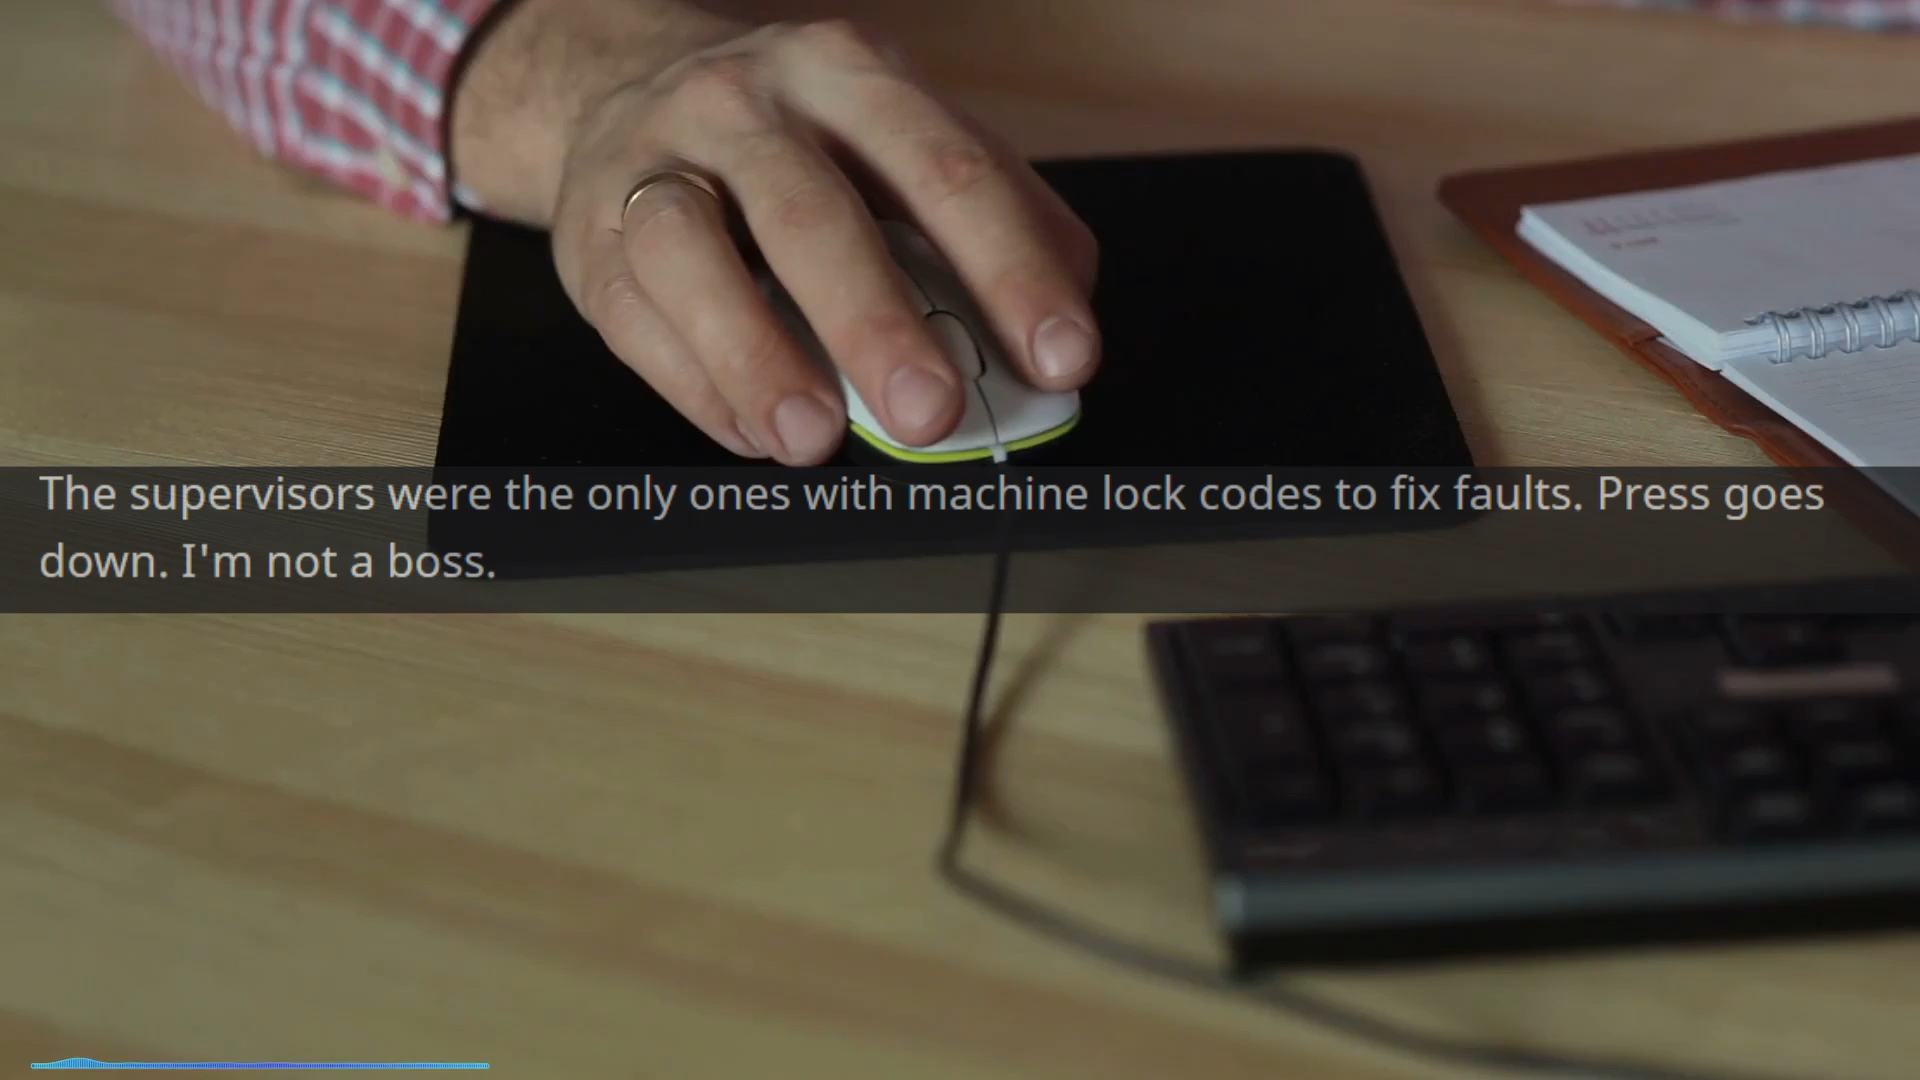 The supervisors were the only ones with machine lock codes to fix faults. Press goes
down. I'm not a boss.